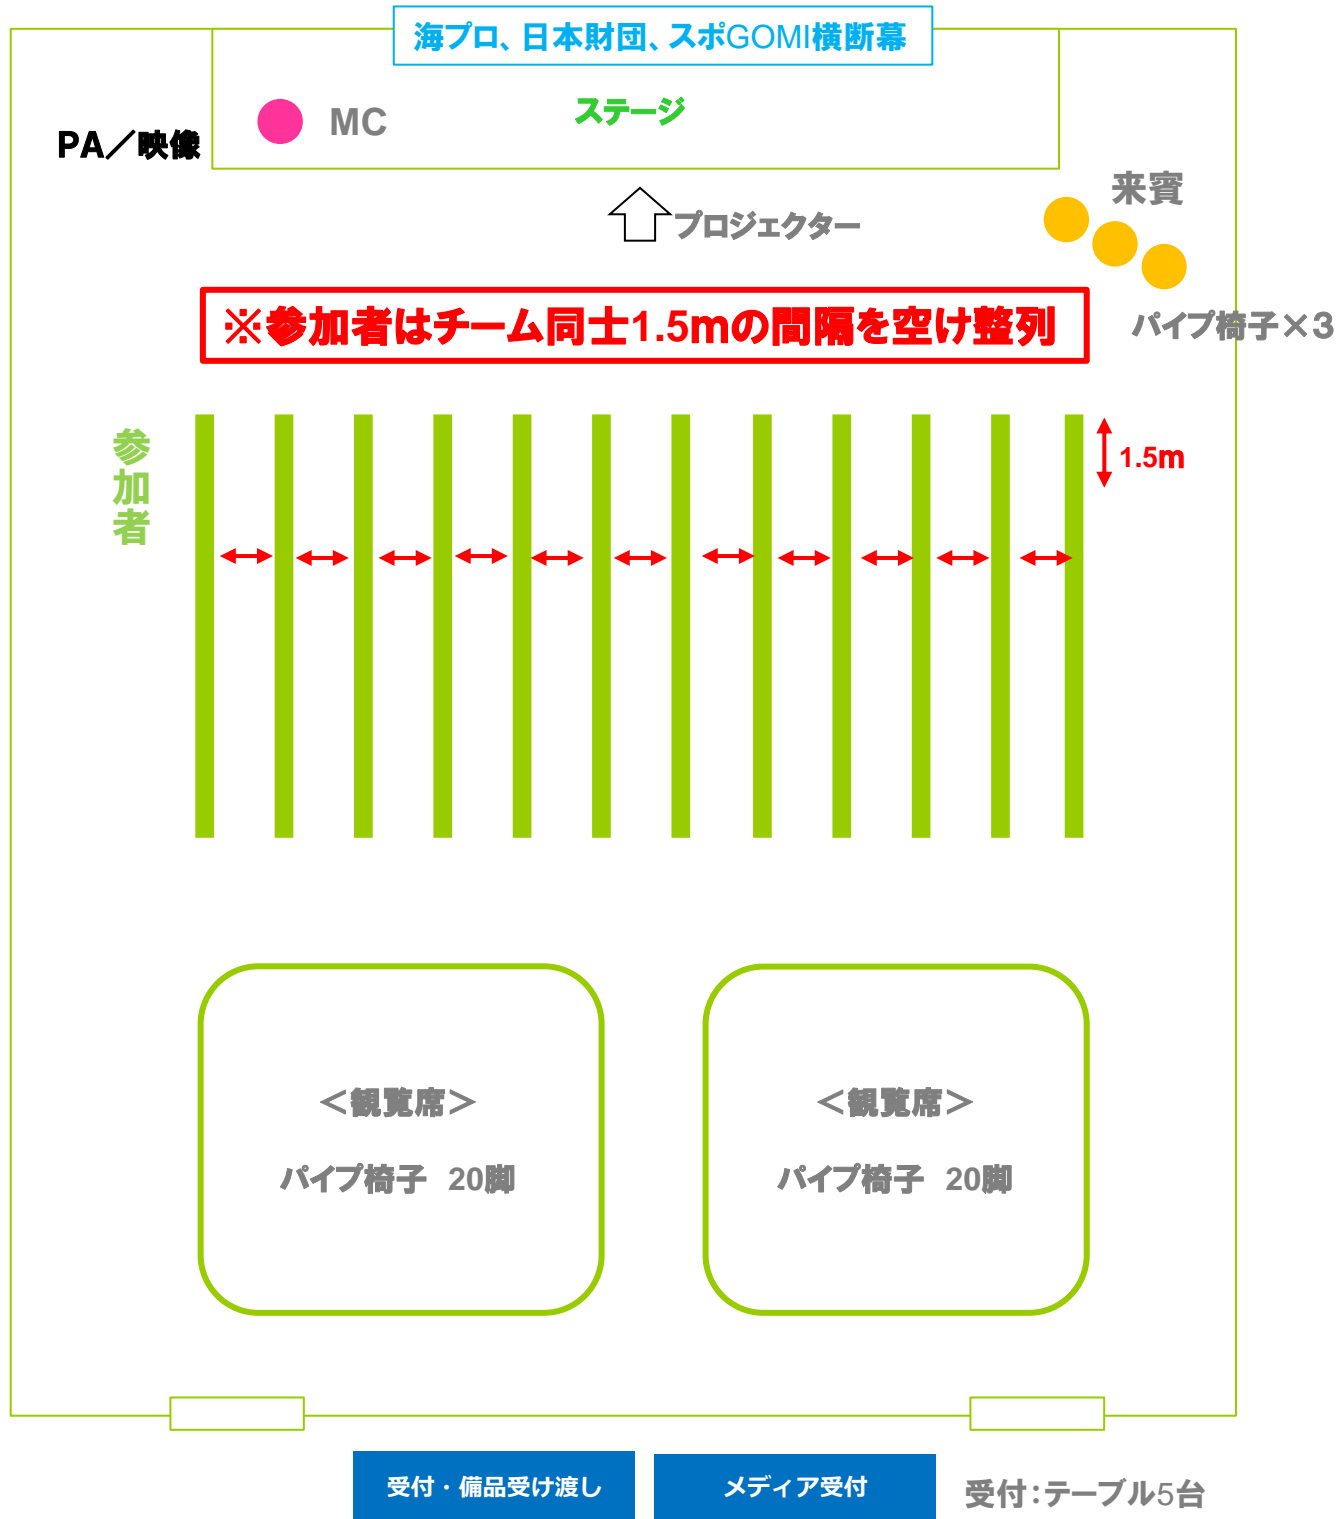 海プロ、日本財団、スポGOMI横断幕
MC
ステージ
PA／映像
来賓
プロジェクター
※参加者はチーム同士1.5mの間隔を空け整列
パイプ椅子×3
参加者
1.5m
＜観覧席＞
パイプ椅子　20脚
＜観覧席＞
パイプ椅子　20脚
受付・備品受け渡し
メディア受付
受付：テーブル5台